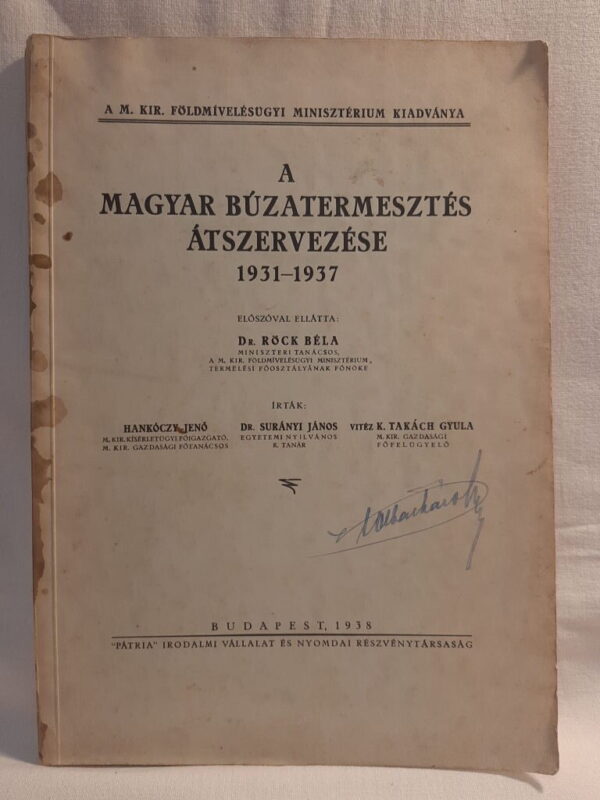 A M. KIR. FÖLDMÍVELÉSÜGYI MINISZTÉRIUM KIADVÁNYA
A
MAGYAR BÚZATERMESZTÉS
ÁTSZERVEZÉSE
1931–1937
ELŐSZÓVAL ELLÁTTA:
DR. RÖCK BÉLA
MINISZTERI TANÁCSOS,
A M. KIR. FÖLDMÍVELÉSÜGYI MINISZTÉRIUM,
TERMELÉSI FŐOSZTÁLYÁNAK FŐNÖKE
ÍRTÁK:
HANKÓCZY JENŐ
M. KIR. KÍSÉRLETÜGYI FŐIGAZGATÓ,
M. KIR. GAZDASÁGI FŐTANÁCSOS
DR. SURÁNYI JÁNOS
EGYETEMI NYILVÁNOS
R. TANÁR
VITÉZ K. TAKÁCH GYULA
M. KIR. GAZDASÁGI
FŐFELÜGYELŐ
BUDAPEST, 1938
"PÁTRIA" IRODALMI VÁLLALAT ÉS NYOMDAI RÉSZVÉNYTÁRSASÁG